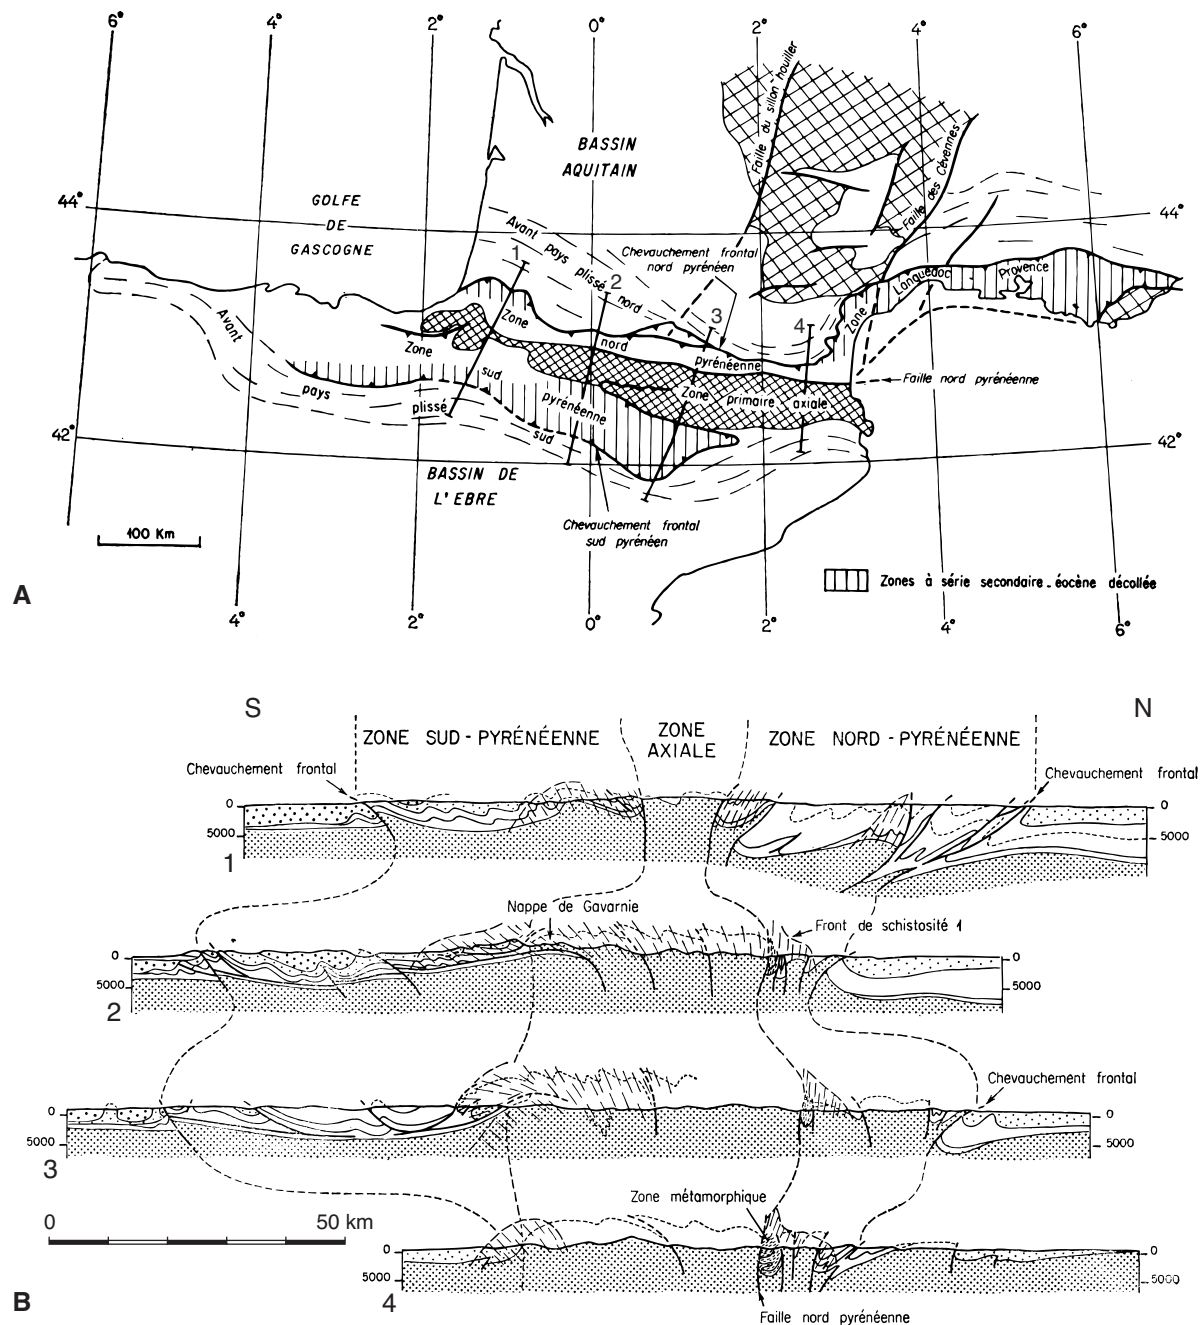 6° 4° 2° 0° 2° 4° 6°
Faille du sillon-houiller
BASSIN
AQUITAIN
Faille des Cévennes
44° 44°
GOLFE
DE
GASCOGNE
Avant pays plissé nord
Chevauchement frontal
nord pyrénéen
1
2
3
4
Zone Languedoc Provence
Zone nord pyrénéenne
Faille nord pyrénéenne
Zone sud pyrénéenne
Zone primaire axiale
Avant pays plissé sud
42° 42°
BASSIN DE
L'EBRE
Chevauchement frontal
sud pyrénéen
100 Km
Zones à série secondaire-éocène décollée
A
4° 2° 0° 2° 4° 6°
S N
ZONE SUD-PYRÉNÉENNE
ZONE
AXIALE
ZONE NORD-PYRÉNÉENNE
Chevauchement frontal
Chevauchement frontal
0 0
5000 5000
1
Nappe de Gavarnie
Front de schistosité 1
0 0
5000 5000
2
Chevauchement frontal
0 0
5000 5000
3
Zone métamorphique
0 50 km
0 0
5000 5000
B
4
Faille nord pyrénéenne